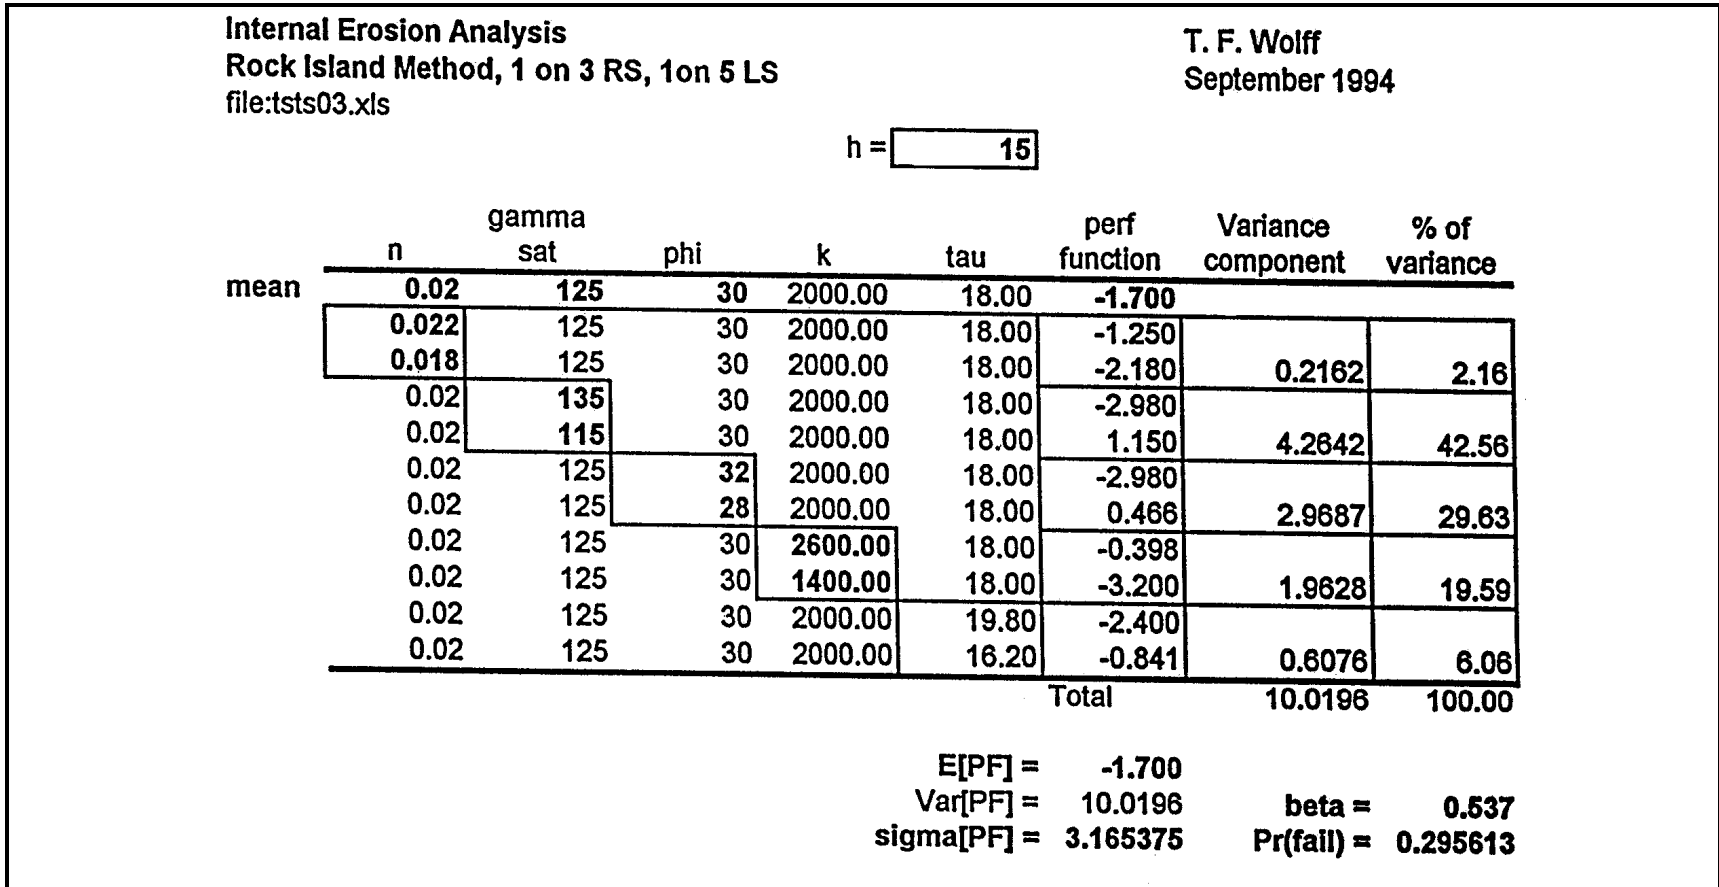 Internal Erosion Analysis
T. F. Wolff
Rock Island Method, 1 on 3 RS, 1on 5 LS
September 1994
file:tsts03.xls
h = 15
gamma perf Variance % of
n sat phi k tau function component variance
mean 0.02 125 30 2000.00 18.00 -1.700
0.022 125 30 2000.00 18.00 -1.250
0.018 125 30 2000.00 18.00 -2.180 0.2162 2.16
0.02 135 30 2000.00 18.00 -2.980
0.02 115 30 2000.00 18.00 1.150 4.2642 42.56
0.02 125 32 2000.00 18.00 -2.980
0.02 125 28 2000.00 18.00 0.466 2.9687 29.63
0.02 125 30 2600.00 18.00 -0.398
0.02 125 30 1400.00 18.00 -3.200 1.9628 19.59
0.02 125 30 2000.00 19.80 -2.400
0.02 125 30 2000.00 16.20 -0.841 0.6076 6.06
Total 10.0196 100.00
E[PF] = -1.700
Var[PF] = 10.0196 beta = 0.537
sigma[PF] = 3.165375 Pr(fail) = 0.295613